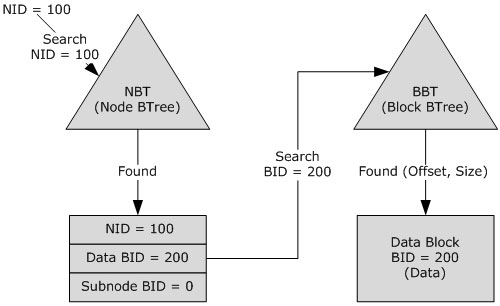 NID = 100
Search
NID = 100
NBT
(Node BTree)
Found
NID = 100
Data BID = 200
Subnode BID = 0
Search
BID = 200
BBT
(Block BTree)
Found (Offset, Size)
Data Block
BID = 200
(Data)